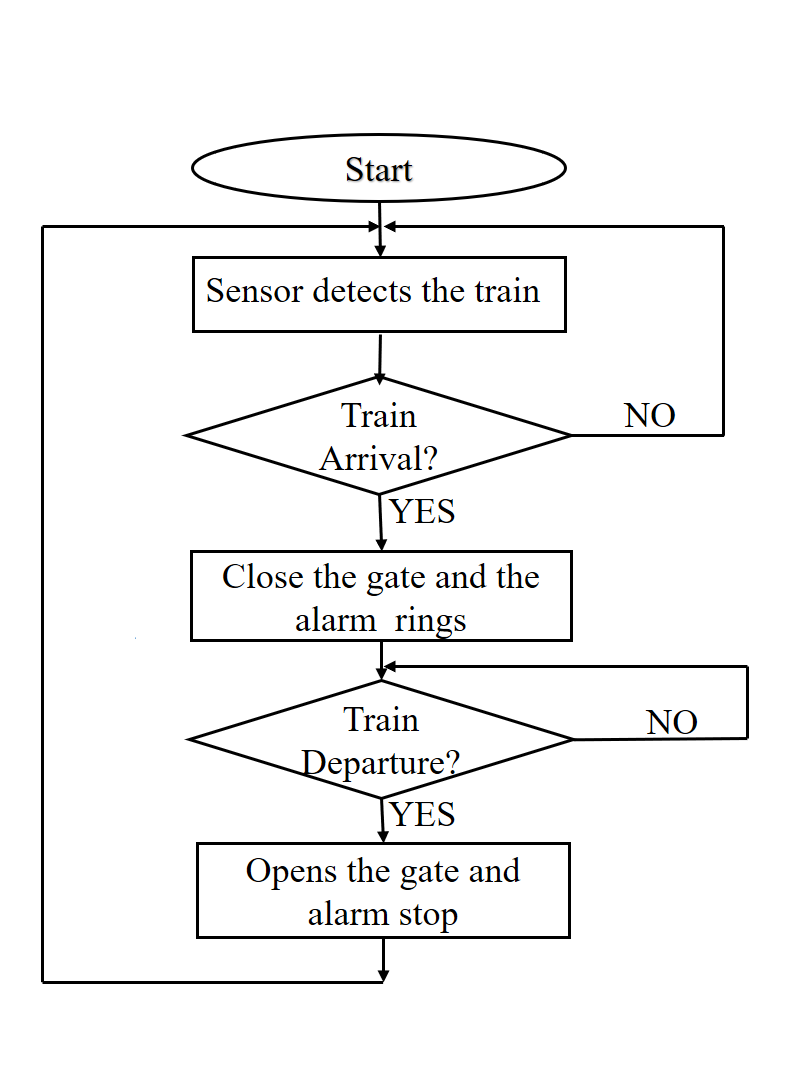 Start
Sensor detects the train
Train
Arrival?
NO
YES
Close the gate and the
alarm rings
Train
Departure?
NO
YES
Opens the gate and
alarm stop